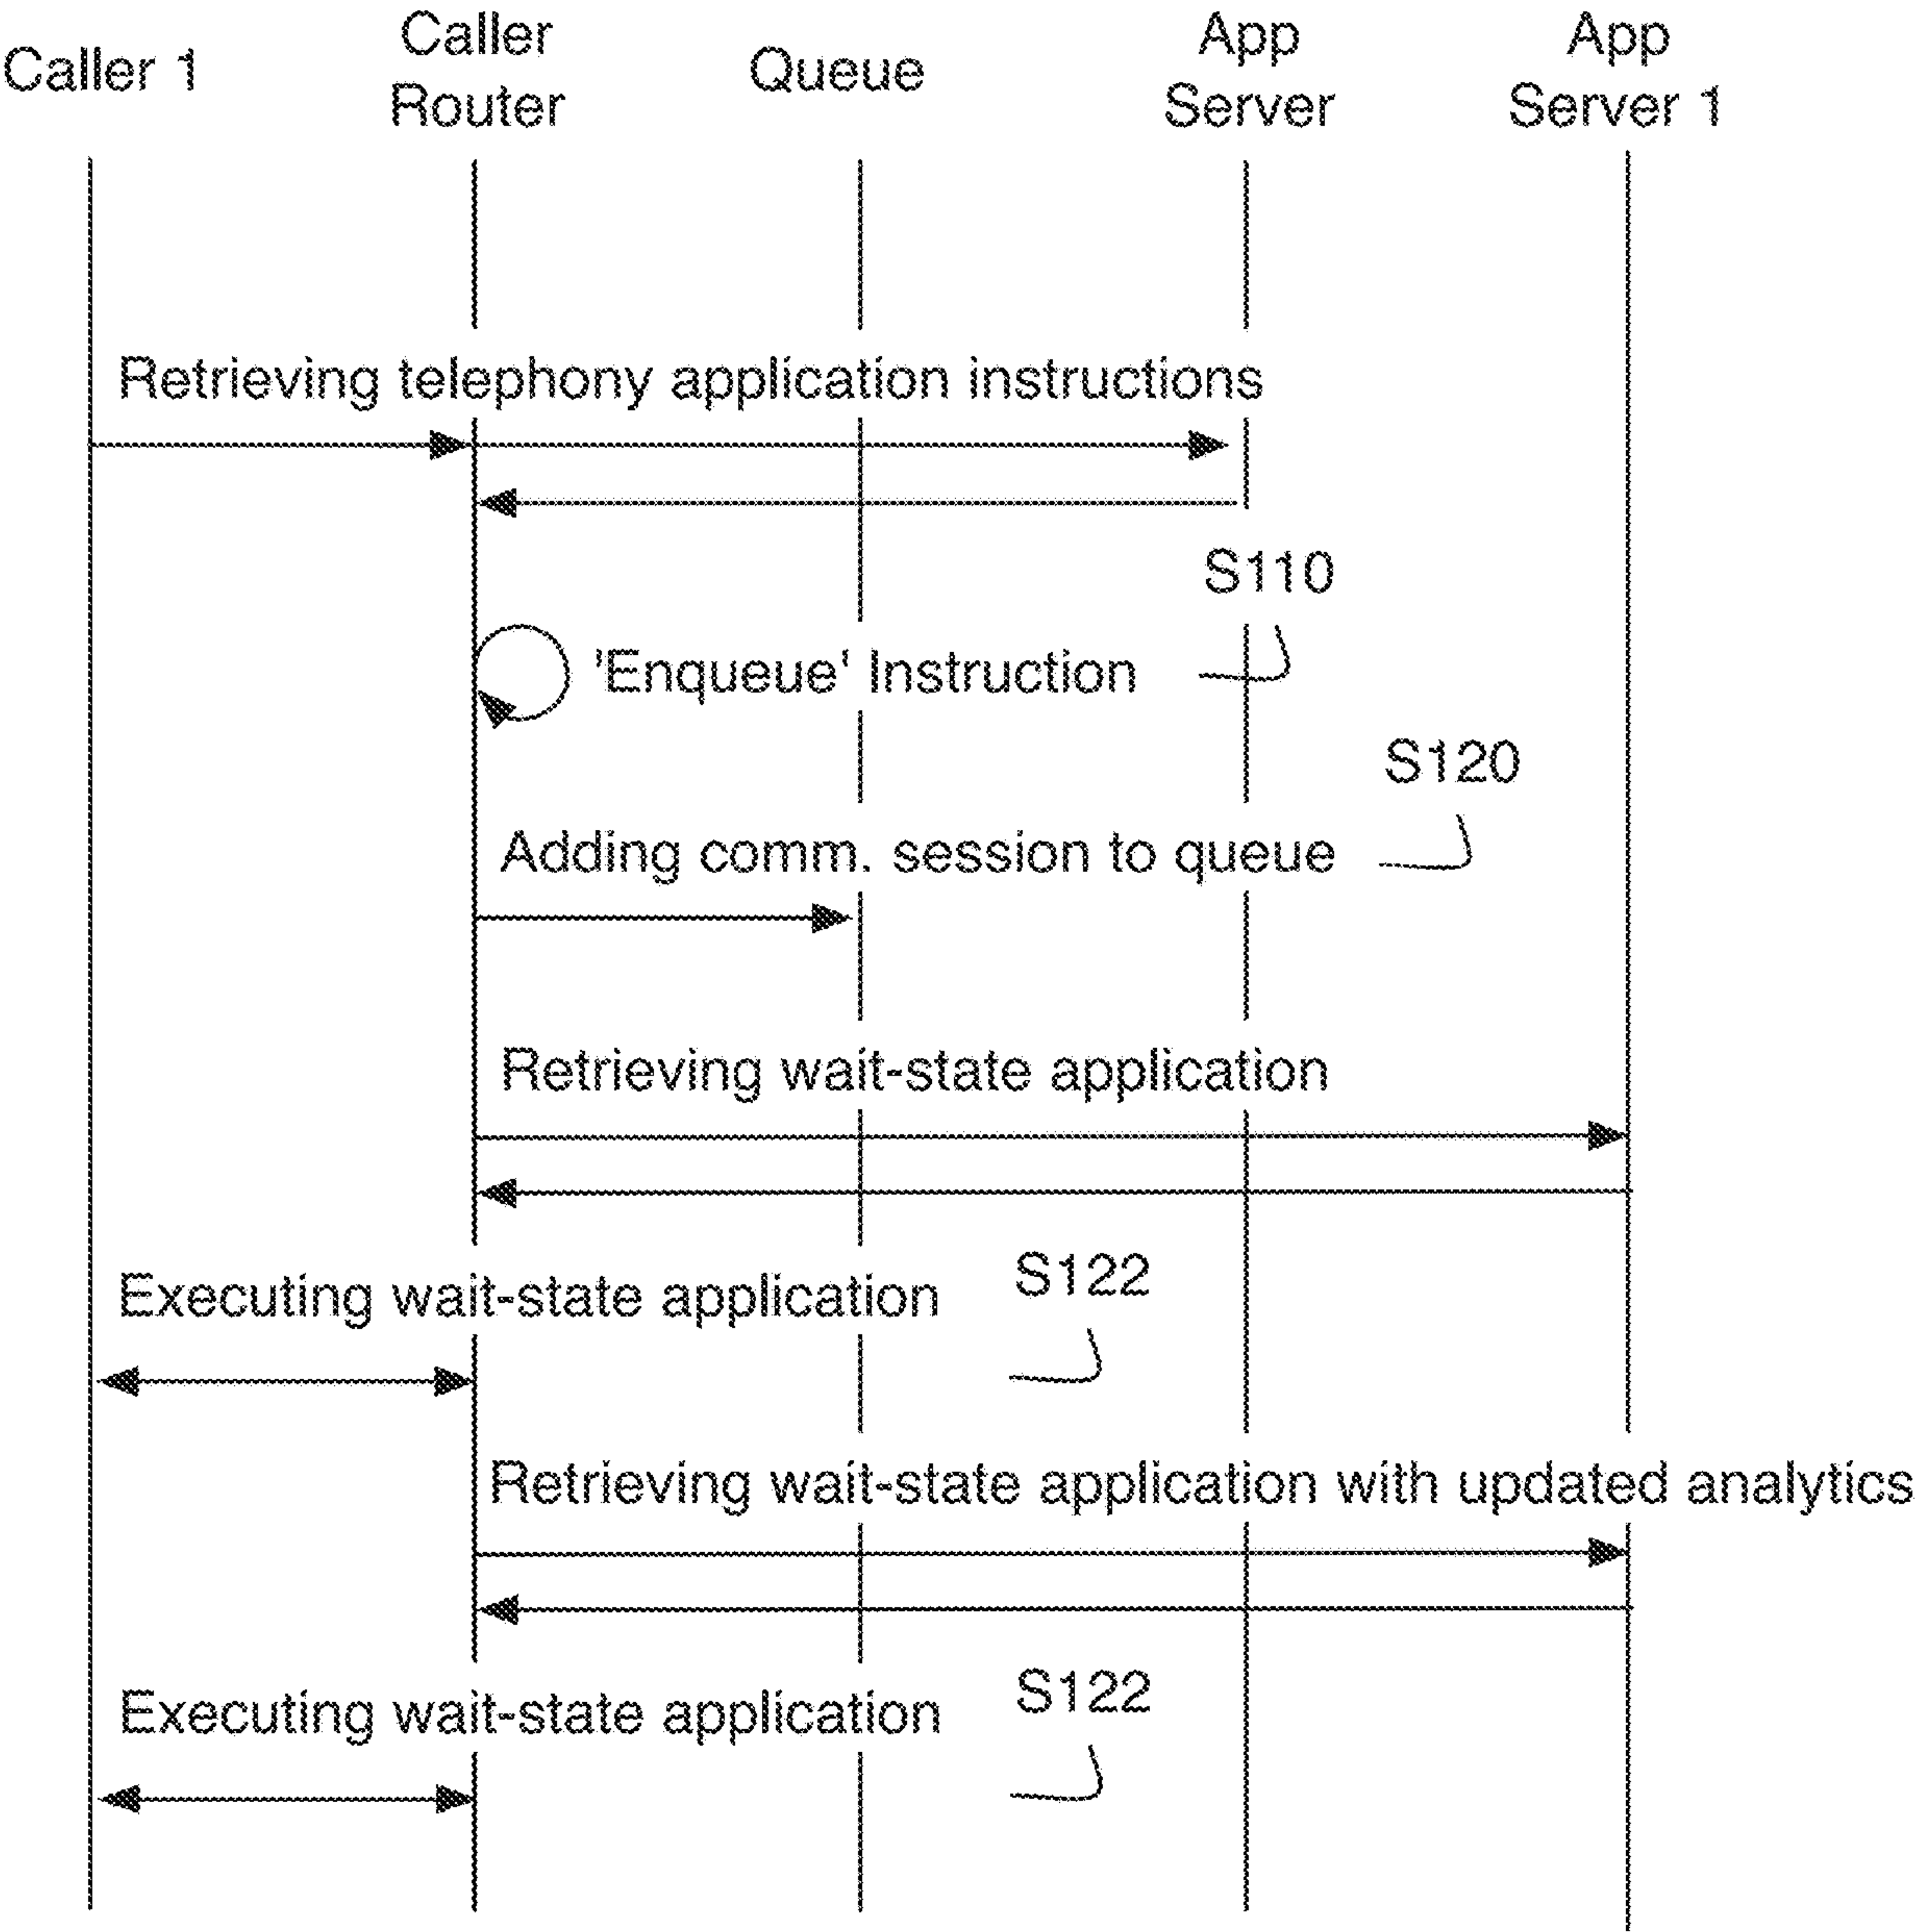 Caller 1
Caller
Router
Queue
App
Server
App
Server 1
Retrieving telephony application instructions
S110
'Enqueue' Instruction
S120
Adding comm. session to queue
Retrieving wait-state application
S122
Executing wait-state application
Retrieving wait-state application with updated analytics
S122
Executing wait-state application